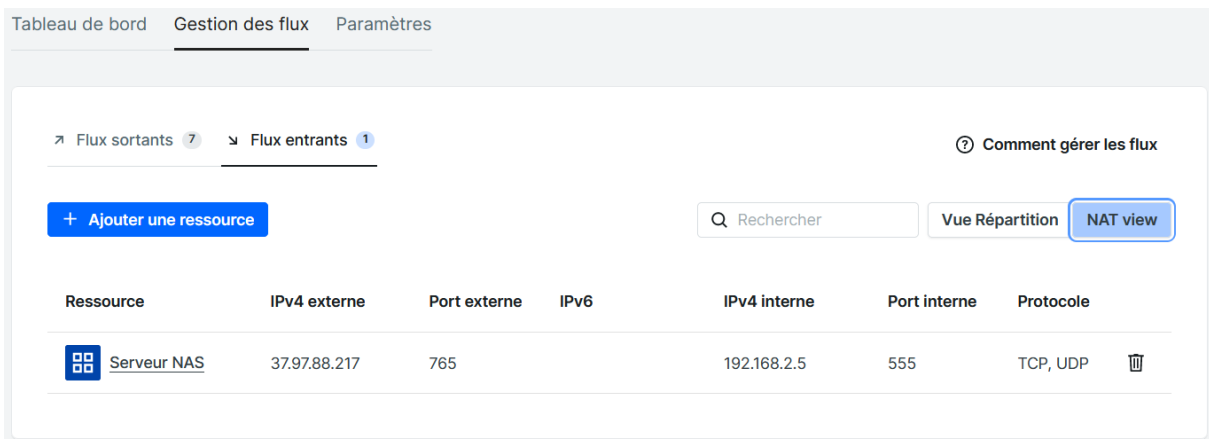 Tableau de bord Gestion des flux Paramètres
Flux sortants 7 Flux entrants 1 Comment gérer les flux
+ Ajouter une ressource Rechercher Vue Répartition NAT view
Ressource IPv4 externe Port externe IPv6 IPv4 interne Port interne Protocole
Serveur NAS 37.97.88.217 765 192.168.2.5 555 TCP, UDP